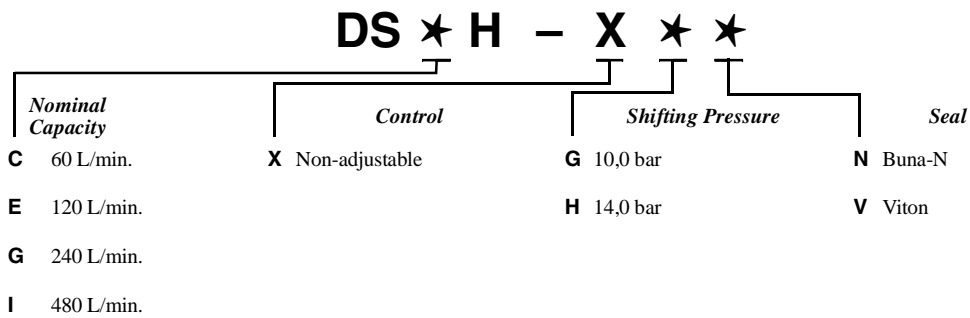 DS ✶ H – X ✶ ✶
Nominal Capacity
C 60 L/min.
E 120 L/min.
G 240 L/min.
I 480 L/min.
Control
X Non-adjustable
Shifting Pressure
G 10,0 bar
H 14,0 bar
Seal
N Buna-N
V Viton